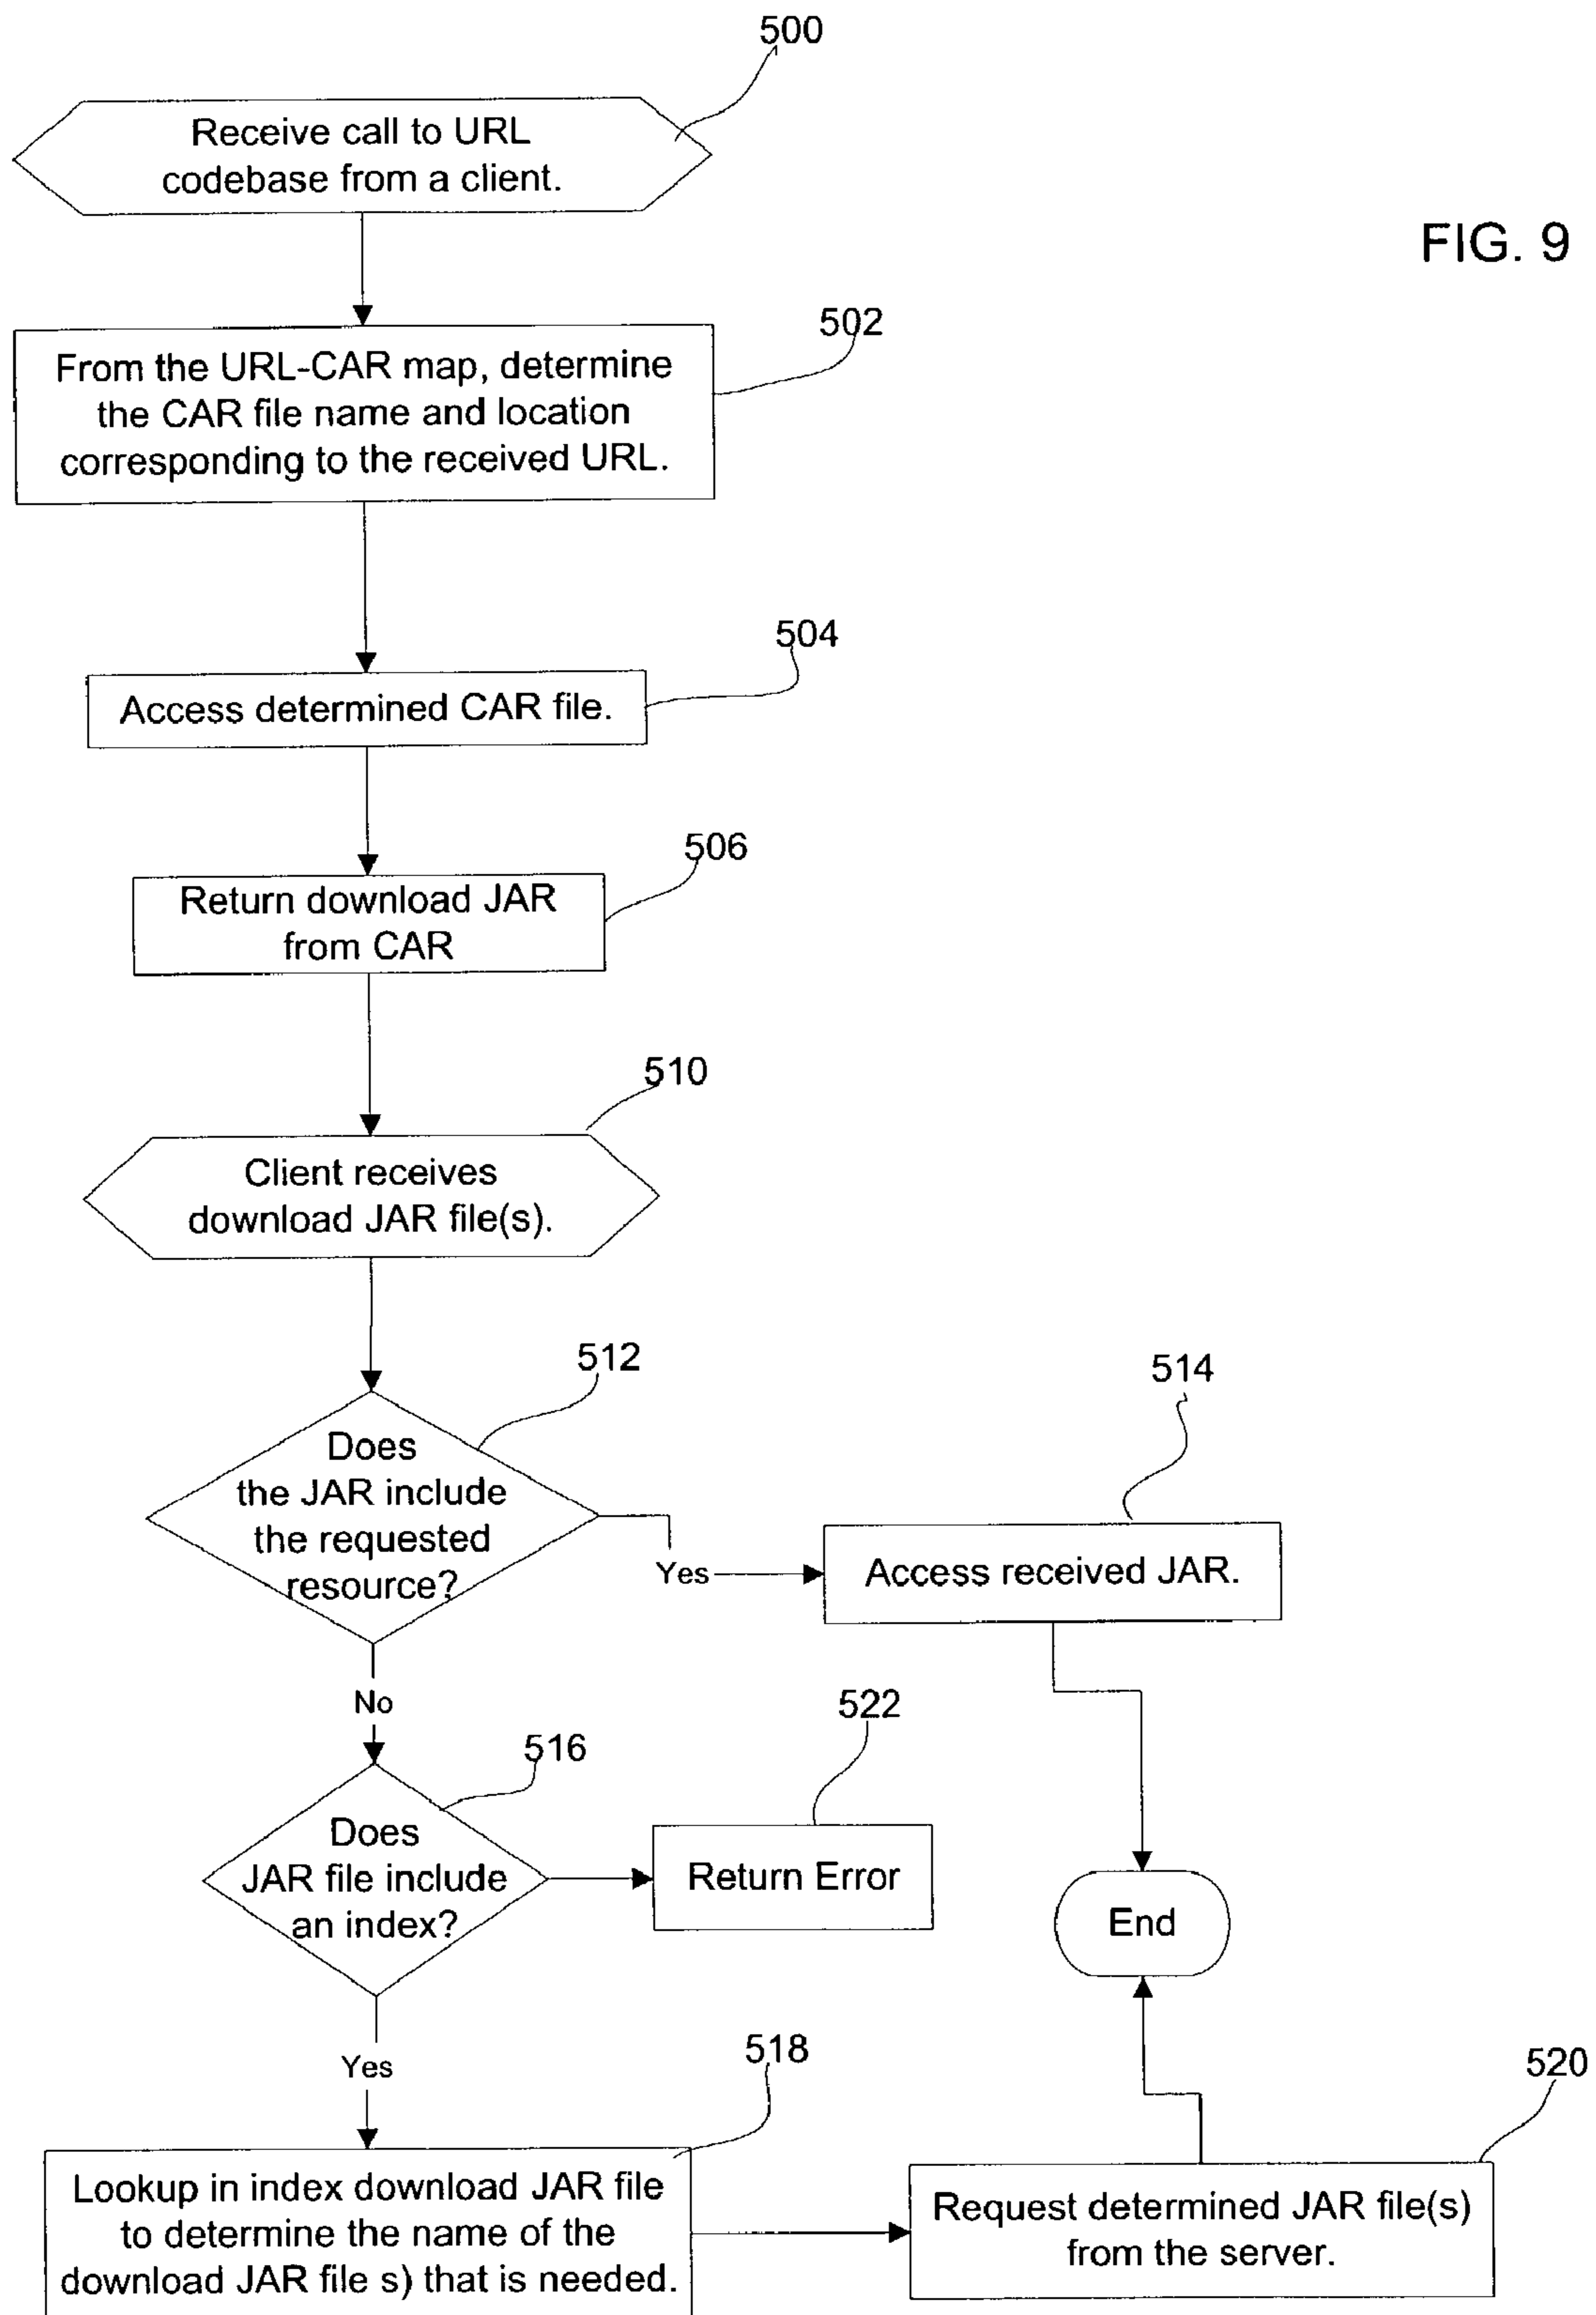 500
Receive call to URL
codebase from a client.
FIG. 9
502
From the URL-CAR map, determine
the CAR file name and location
corresponding to the received URL.
504
Access determined CAR file.
506
Return download JAR
from CAR
510
Client receives
download JAR file(s).
512
Does
the JAR include
the requested
resource?
Yes
514
Access received JAR.
No
516
Does
JAR file include
an index?
522
Return Error
End
Yes
518
Lookup in index download JAR file
to determine the name of the
download JAR file s) that is needed.
520
Request determined JAR file(s)
from the server.